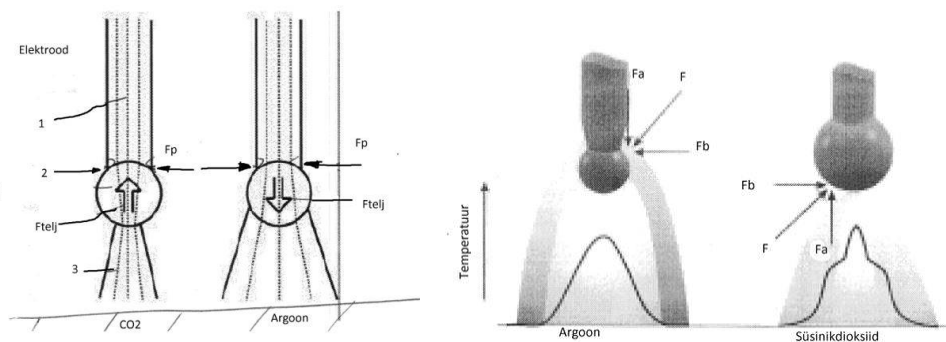 Elektrood
1
2
Fp
Ftelj
3
CO2
Fp
Ftelj
Argoon
Temperatuur
Fa
F
Fb
Argoon
Fb
F
Fa
Süsinikdioksiid